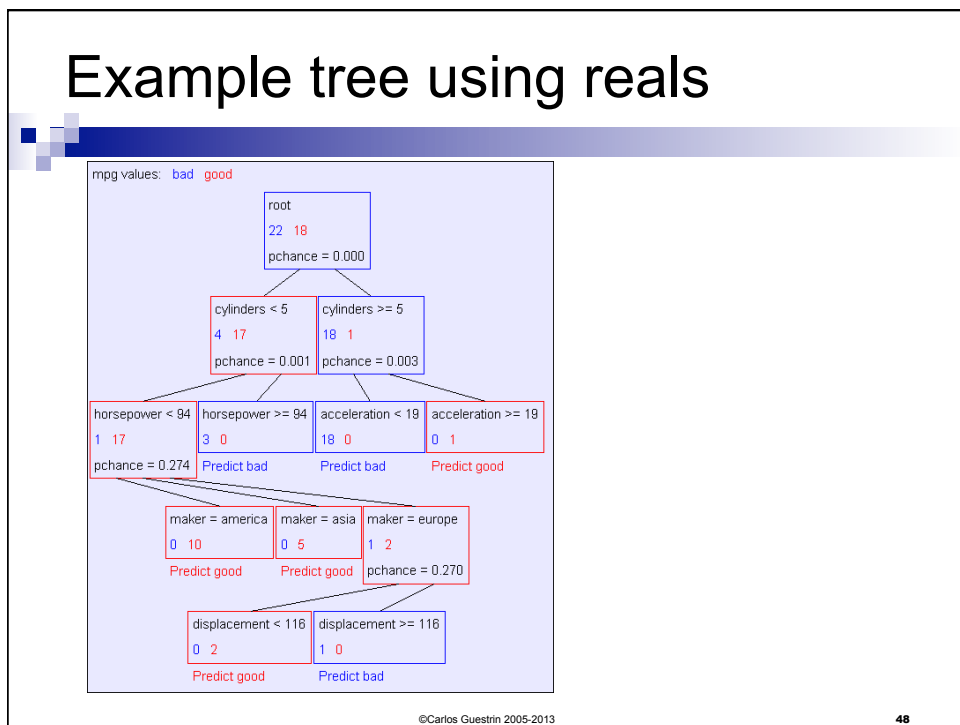 Example tree using reals
mpg values: bad good
root
22 18
pchance = 0.000
cylinders < 5
4 17
pchance = 0.001
cylinders >= 5
18 1
pchance = 0.003
horsepower < 94
1 17
pchance = 0.274
horsepower >= 94
3 0
Predict bad
acceleration < 19
18 0
Predict bad
acceleration >= 19
0 1
Predict good
maker = america
0 10
Predict good
maker = asia
0 5
Predict good
maker = europe
1 2
pchance = 0.270
displacement < 116
0 2
Predict good
displacement >= 116
1 0
Predict bad
©Carlos Guestrin 2005-2013
48